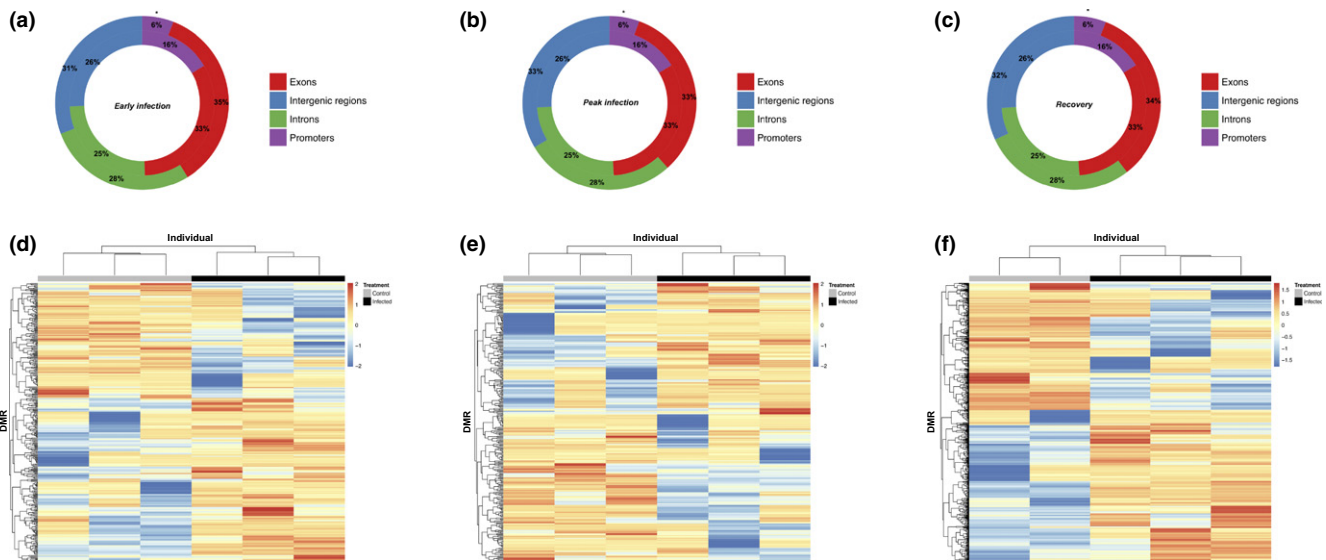 (a)
*
6%
16%
31%
26%
35%
33%
25%
28%
Early infection
Exons
Intergenic regions
Introns
Promoters
(b)
*
6%
16%
33%
26%
33%
33%
25%
28%
Peak infection
Exons
Intergenic regions
Introns
Promoters
(c)
6%
16%
32%
26%
34%
33%
25%
28%
Recovery
Exons
Intergenic regions
Introns
Promoters
(d)
Individual
DMR
2
1
0
−1
−2
Treatment
Control
Infected
(e)
Individual
DMR
2
1
0
−1
−2
Treatment
Control
Infected
(f)
Individual
DMR
1.5
1
0.5
0
−0.5
−1
−1.5
Treatment
Control
Infected